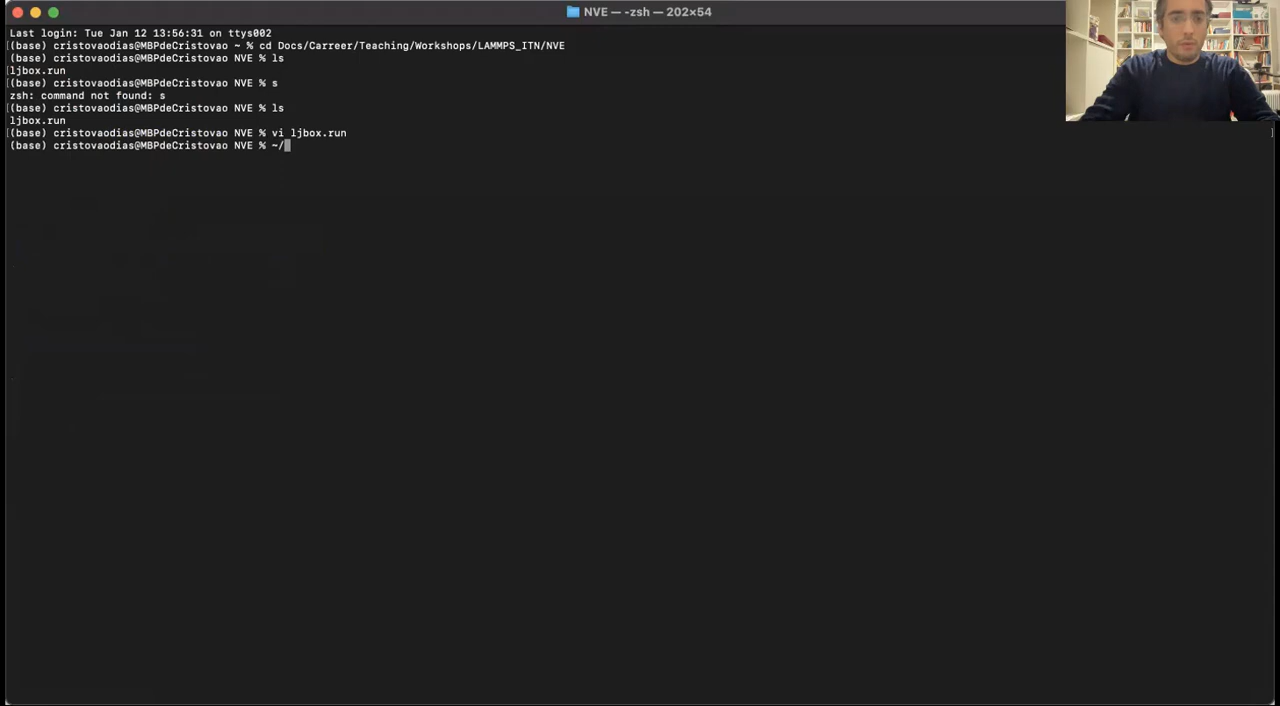 NVE — -zsh — 202×54
Last login: Tue Jan 12 13:56:31 on ttys002
[(base) cristovaodias@MBPdeCristovao ~ % cd Docs/Carreer/Teaching/Workshops/LAMMPS_ITN/NVE
[(base) cristovaodias@MBPdeCristovao NVE % ls
ljbox.run
[(base) cristovaodias@MBPdeCristovao NVE % s
zsh: command not found: s
[(base) cristovaodias@MBPdeCristovao NVE % ls
ljbox.run
[(base) cristovaodias@MBPdeCristovao NVE % vi ljbox.run ]
(base) cristovaodias@MBPdeCristovao NVE % ~/